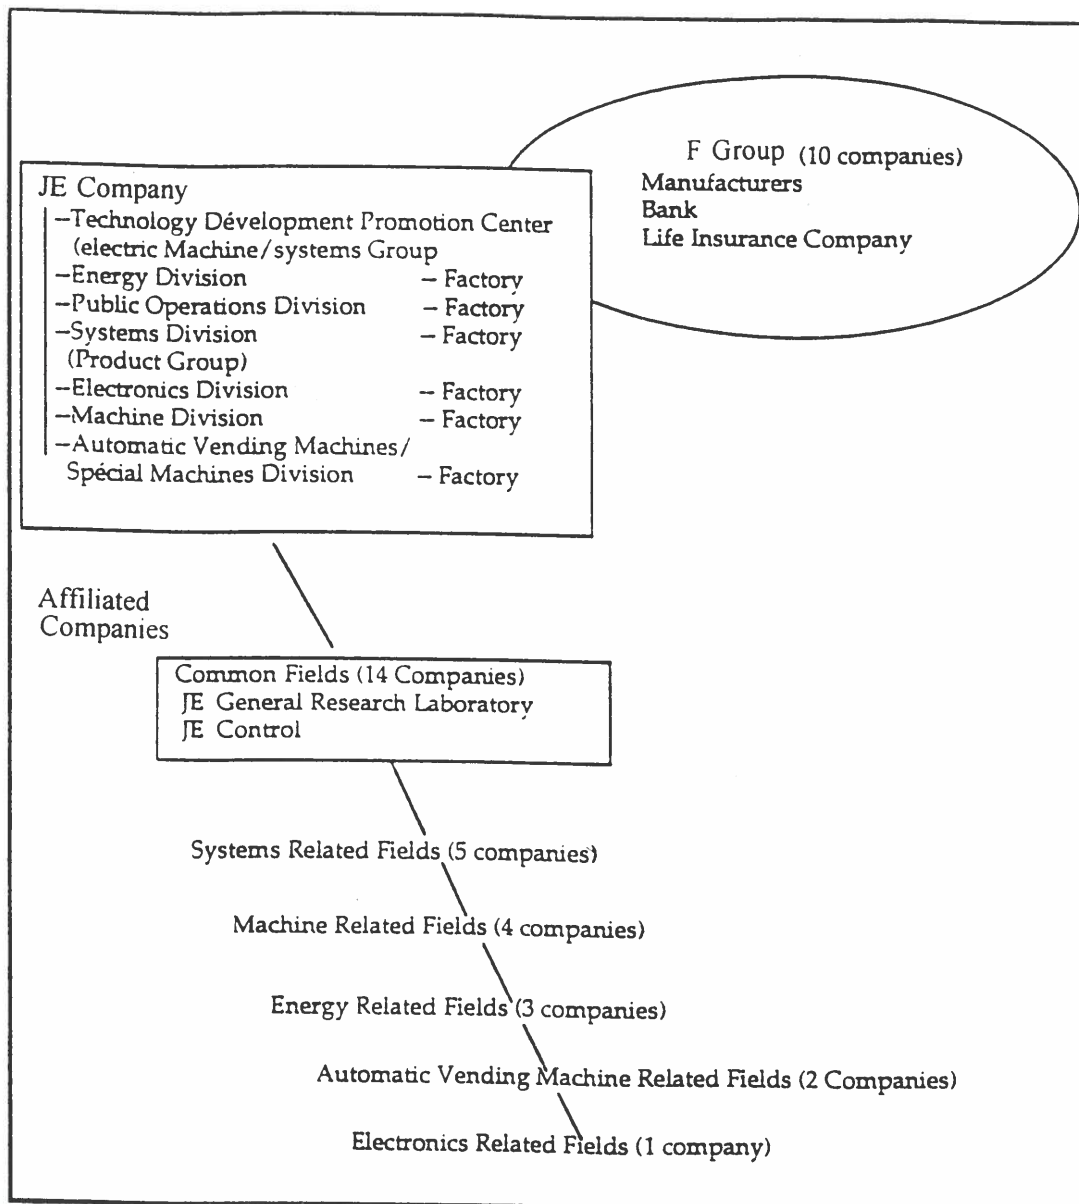 F Group (10 companies)
Manufacturers
Bank
Life Insurance Company
JE Company
–Technology Dévelopment Promotion Center
(electric Machine/systems Group
–Energy Division – Factory
–Public Operations Division – Factory
–Systems Division – Factory
(Product Group)
–Electronics Division – Factory
–Machine Division – Factory
–Automatic Vending Machines/
Spécial Machines Division – Factory
Affiliated
Companies
Common Fields (14 Companies)
JE General Research Laboratory
JE Control
Systems Related Fields (5 companies)
Machine Related Fields (4 companies)
Energy Related Fields (3 companies)
Automatic Vending Machine Related Fields (2 Companies)
Electronics Related Fields (1 company)